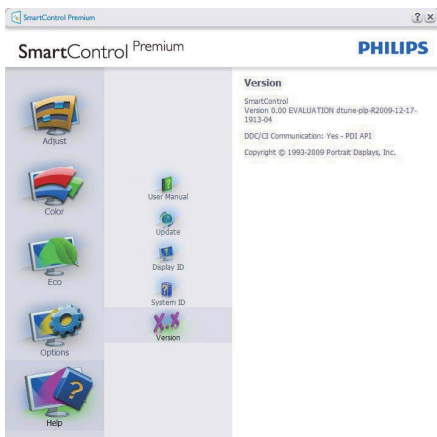 SmartControl Premium
SmartControl Premium
PHILIPS
Adjust
Color
Eco
Options
Help
User Manual
Update
Display ID
System ID
X.X
Version
Version
SmartControl
Version 0.00 EVALUATION dtune-plp-R2009-12-17-
1913-04
DDC/CI Communication: Yes - PDI API
Copyright © 1993-2009 Portrait Displays, Inc.